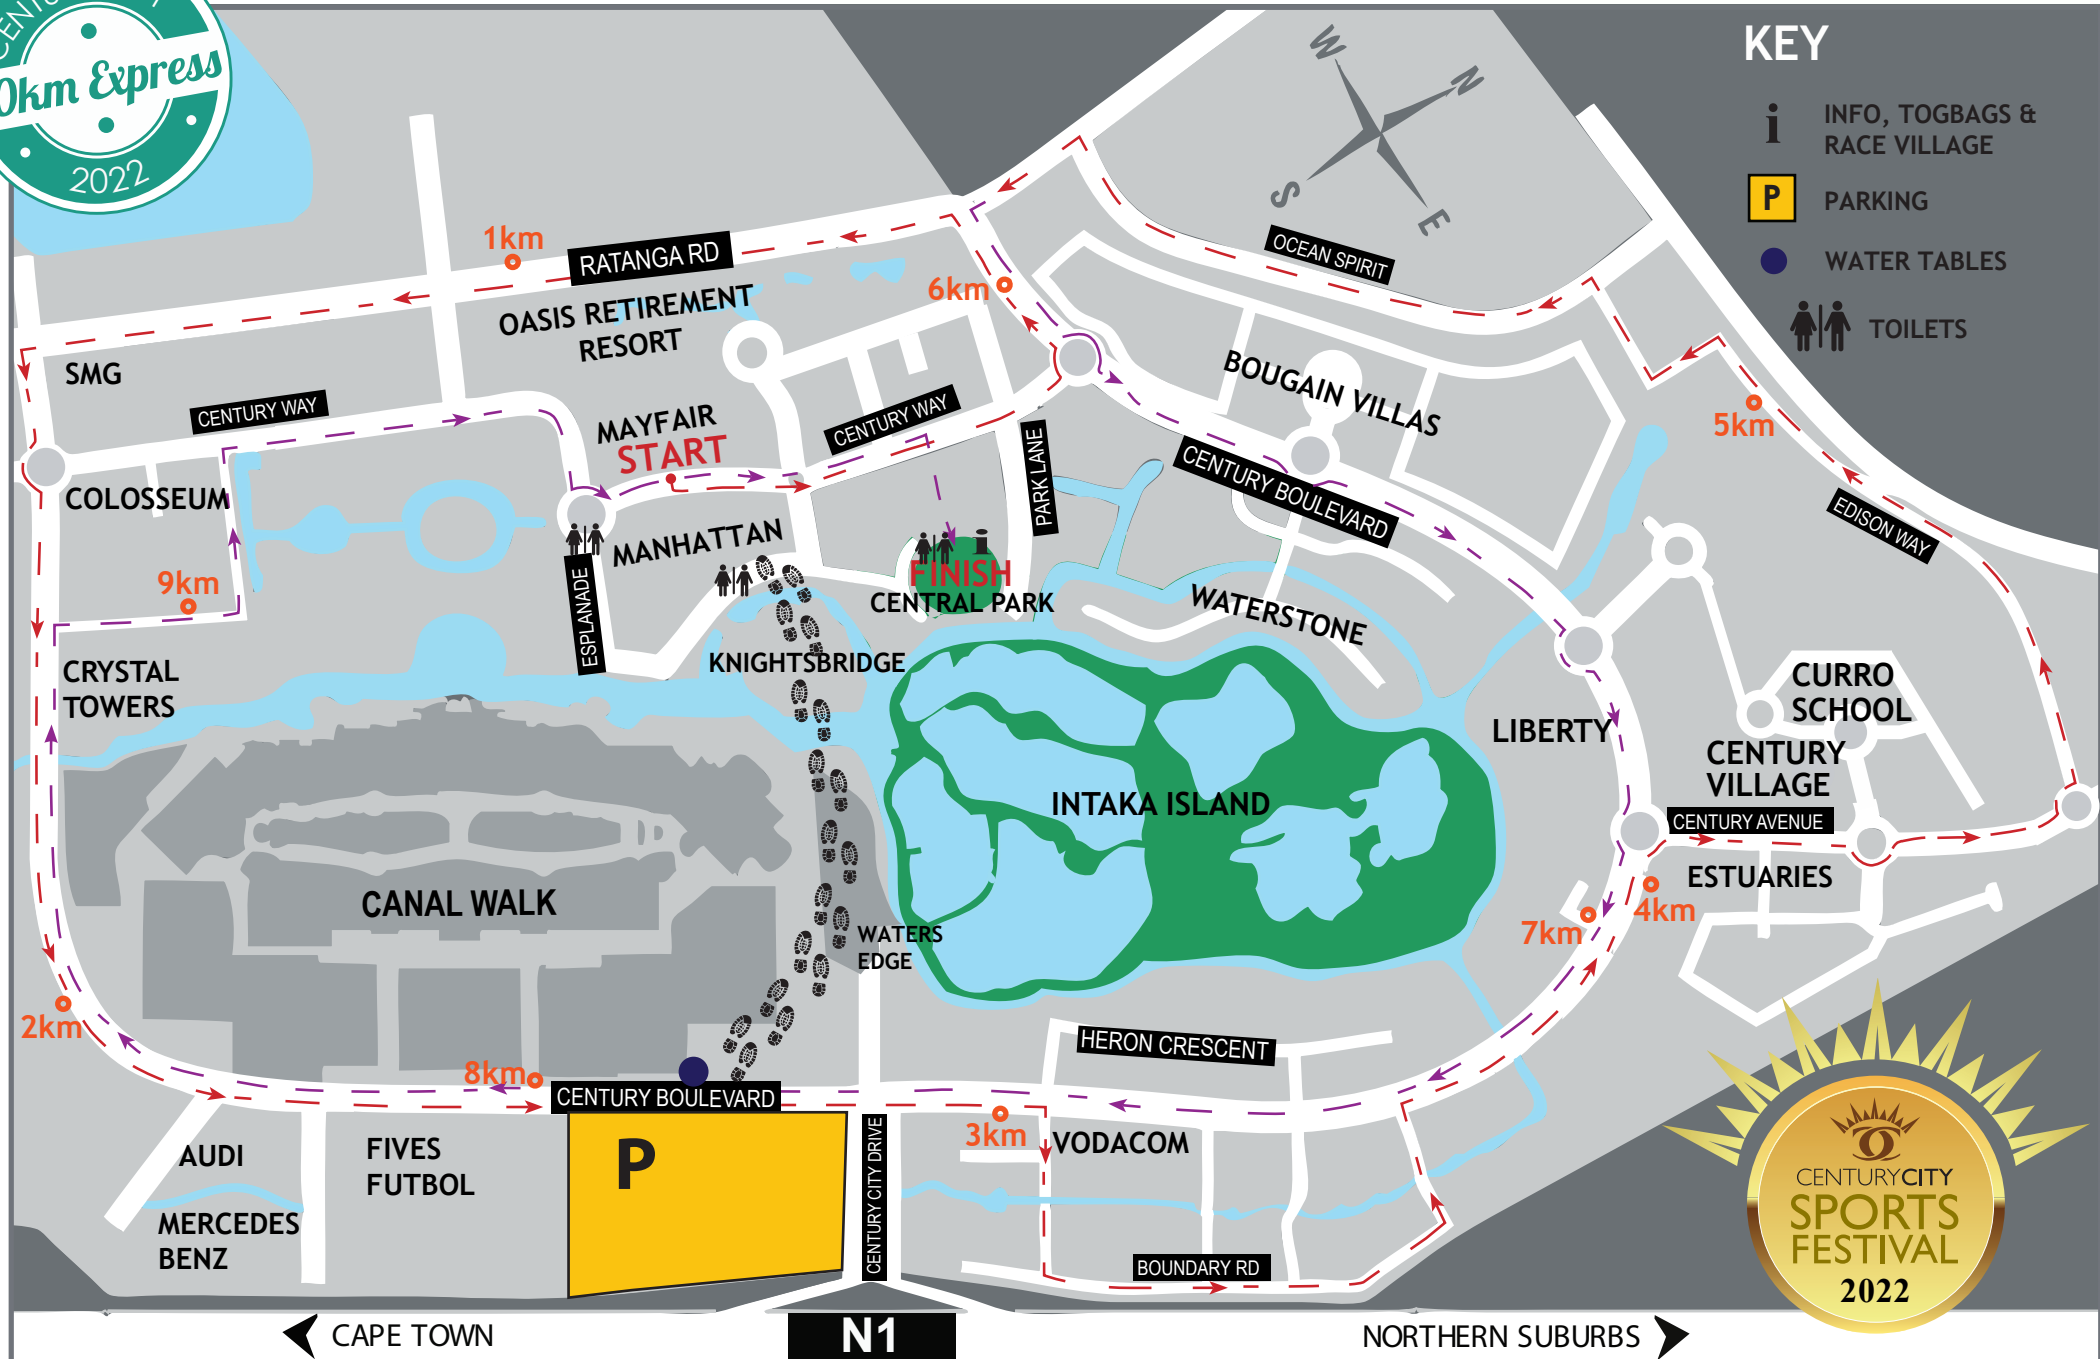 0km Express
2022
KEY
i
INFO, TOGBAGS &
RACE VILLAGE
P
PARKING
WATER TABLES
TOILETS
W
N
S
E
1km
RATANGA RD
OASIS RETIREMENT
RESORT
6km
OCEAN SPIRIT
SMG
CENTURY WAY
MAYFAIR
START
CENTURY WAY
BOUGAIN VILLAS
5km
PARK LANE
CENTURY BOULEVARD
EDISON WAY
COLOSSEUM
MANHATTAN
FINISH
CENTRAL PARK
9km
ESPLANADE
WATERSTONE
CRYSTAL
TOWERS
KNIGHTSBRIDGE
LIBERTY
CURRO
SCHOOL
CENTURY
VILLAGE
INTAKA ISLAND
CENTURY AVENUE
ESTUARIES
CANAL WALK
WATERS
EDGE
7km
4km
2km
8km
HERON CRESCENT
CENTURY BOULEVARD
3km
VODACOM
AUDI
FIVES
FUTBOL
P
CENTURY CITY DRIVE
MERCEDES
BENZ
BOUNDARY RD
CENTURYCITY
SPORTS
FESTIVAL
2022
CAPE TOWN
N1
NORTHERN SUBURBS